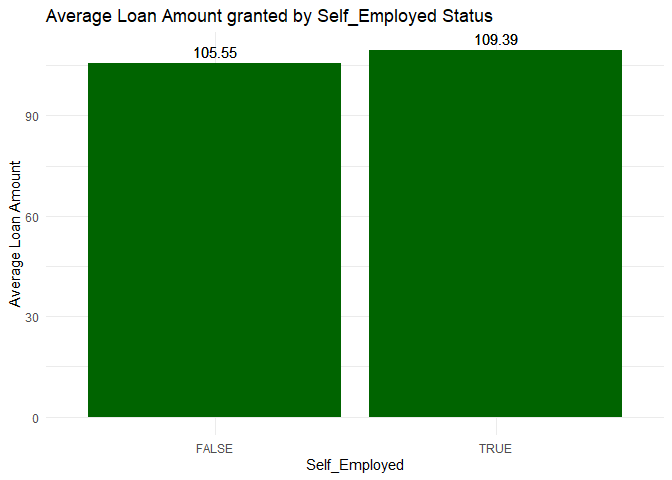 Average Loan Amount granted by Self_Employed Status
105.55
109.39
Average Loan Amount
90
60
30
0
FALSE
TRUE
Self_Employed